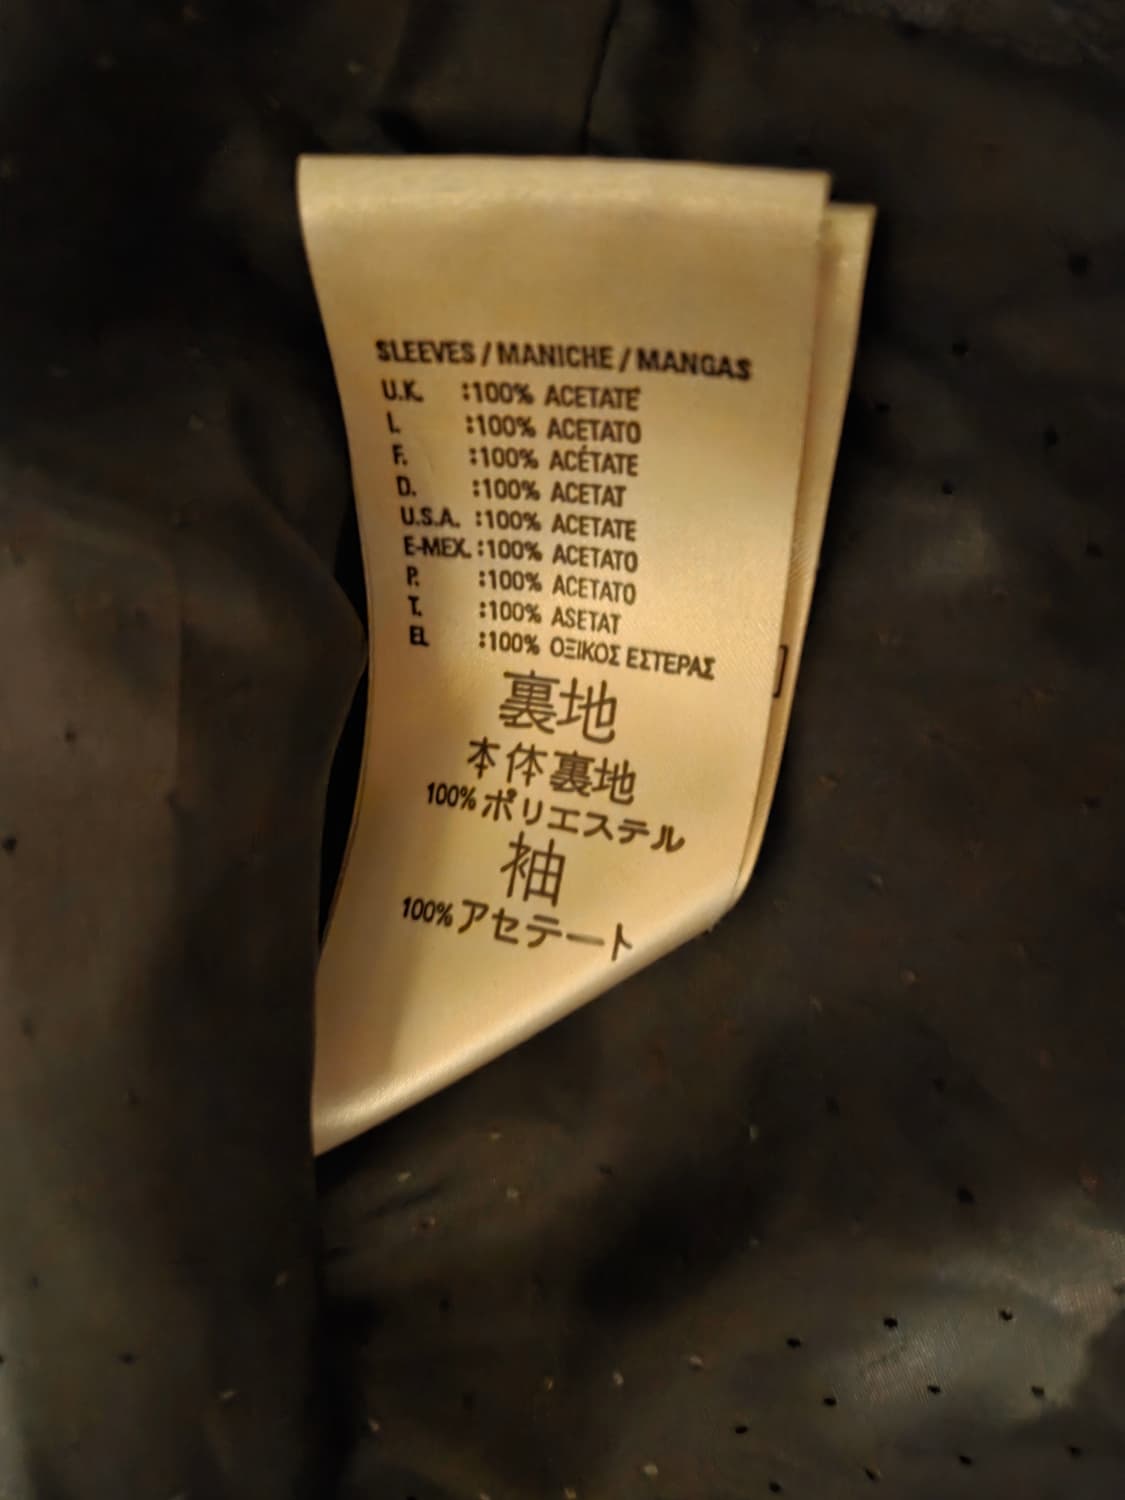 SLEEVES / MANICHE / MANGAS
U.K. :100% ACETATE
I. :100% ACETATO
F. :100% ACÉTATE
D. :100% ACETAT
U.S.A. :100% ACETATE
E-MEX. :100% ACETATO
P. :100% ACETATO
T. :100% ASETAT
EL :100% ΟΞΙΚΟΣ ΕΣΤΕΡΑΣ
裏地
本体裏地
100% ポリエステル
袖
100% アセテート